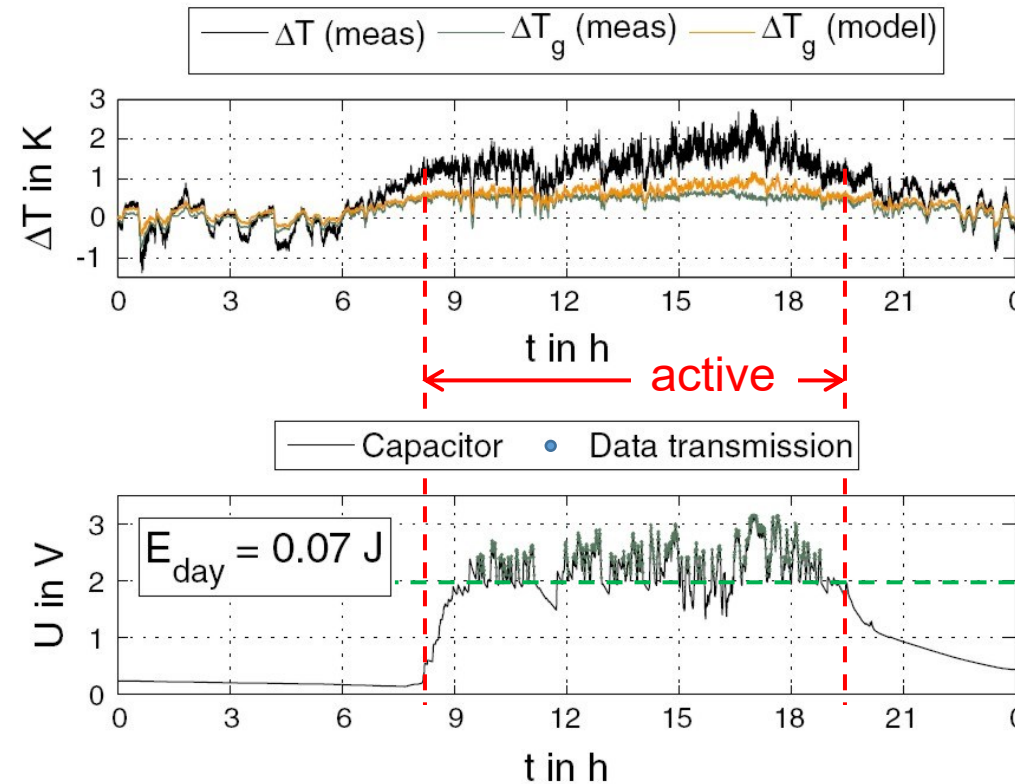 ΔT (meas) ΔT_g (meas) ΔT_g (model)
ΔT in K
3
2
1
0
-1
0 3 6 9 12 15 18 21 0
t in h
active
Capacitor Data transmission
U in V
3
2
1
0
E_day = 0.07 J
0 3 6 9 12 15 18 21 0
t in h